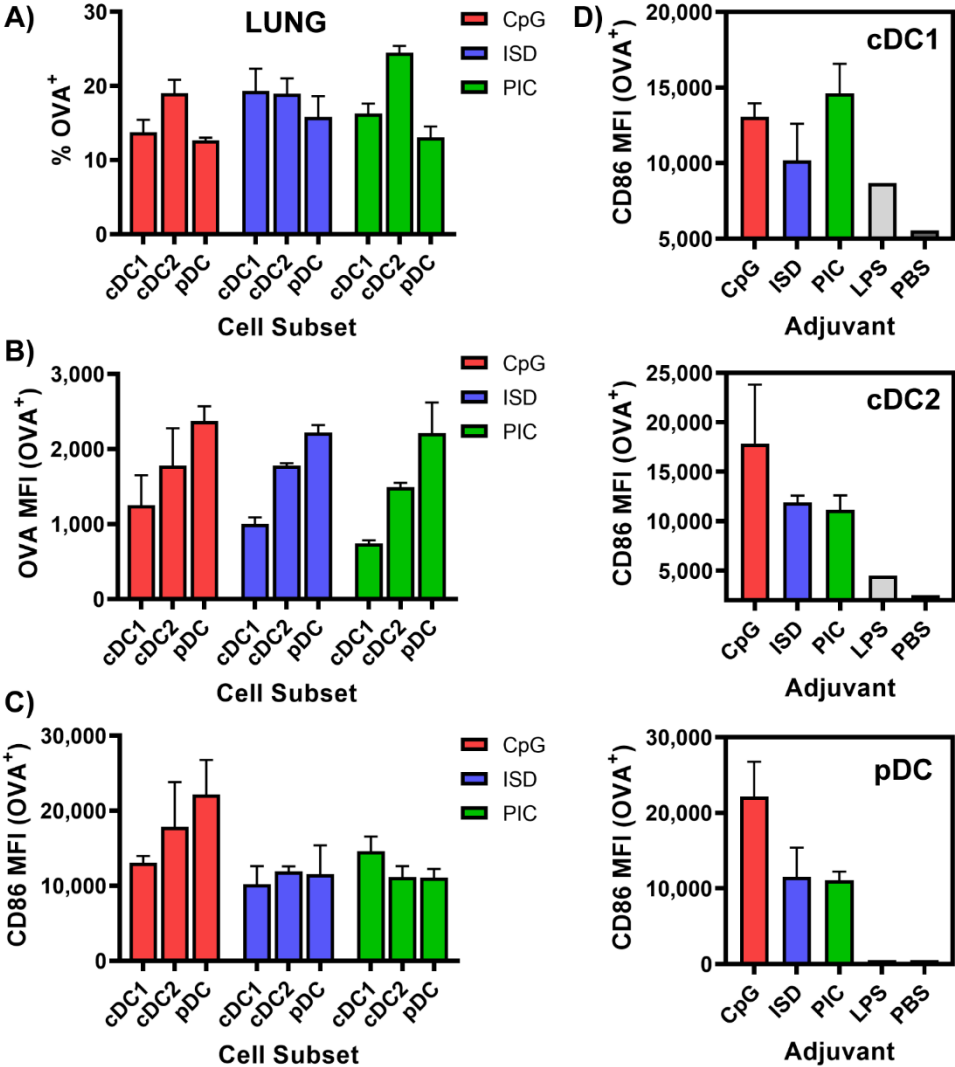 A)
LUNG
CpG
ISD
PIC
% OVA+
30
20
10
0
cDC1
cDC2
pDC
cDC1
cDC2
pDC
cDC1
cDC2
pDC
Cell Subset
B)
CpG
ISD
PIC
OVA MFI (OVA+)
3,000
2,000
1,000
0
cDC1
cDC2
pDC
cDC1
cDC2
pDC
cDC1
cDC2
pDC
Cell Subset
C)
CpG
ISD
PIC
CD86 MFI (OVA+)
30,000
20,000
10,000
0
cDC1
cDC2
pDC
cDC1
cDC2
pDC
cDC1
cDC2
pDC
Cell Subset
D)
cDC1
CD86 MFI (OVA+)
20,000
15,000
10,000
5,000
CpG
ISD
PIC
LPS
PBS
Adjuvant
cDC2
CD86 MFI (OVA+)
25,000
20,000
15,000
10,000
5,000
CpG
ISD
PIC
LPS
PBS
Adjuvant
pDC
CD86 MFI (OVA+)
30,000
20,000
10,000
0
CpG
ISD
PIC
LPS
PBS
Adjuvant